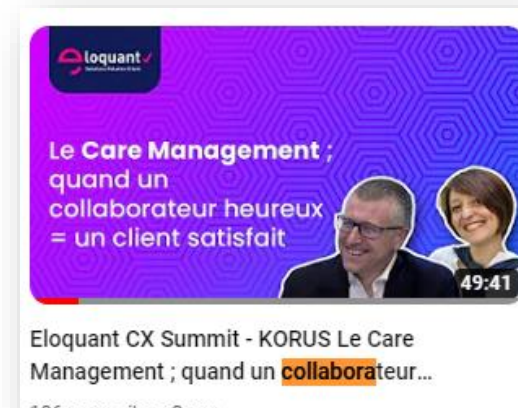 eloquant
Le Care Management ;
quand un
collaborateur heureux
= un client satisfait
49:41
Eloquant CX Summit - KORUS Le Care
Management ; quand un collaborateur...